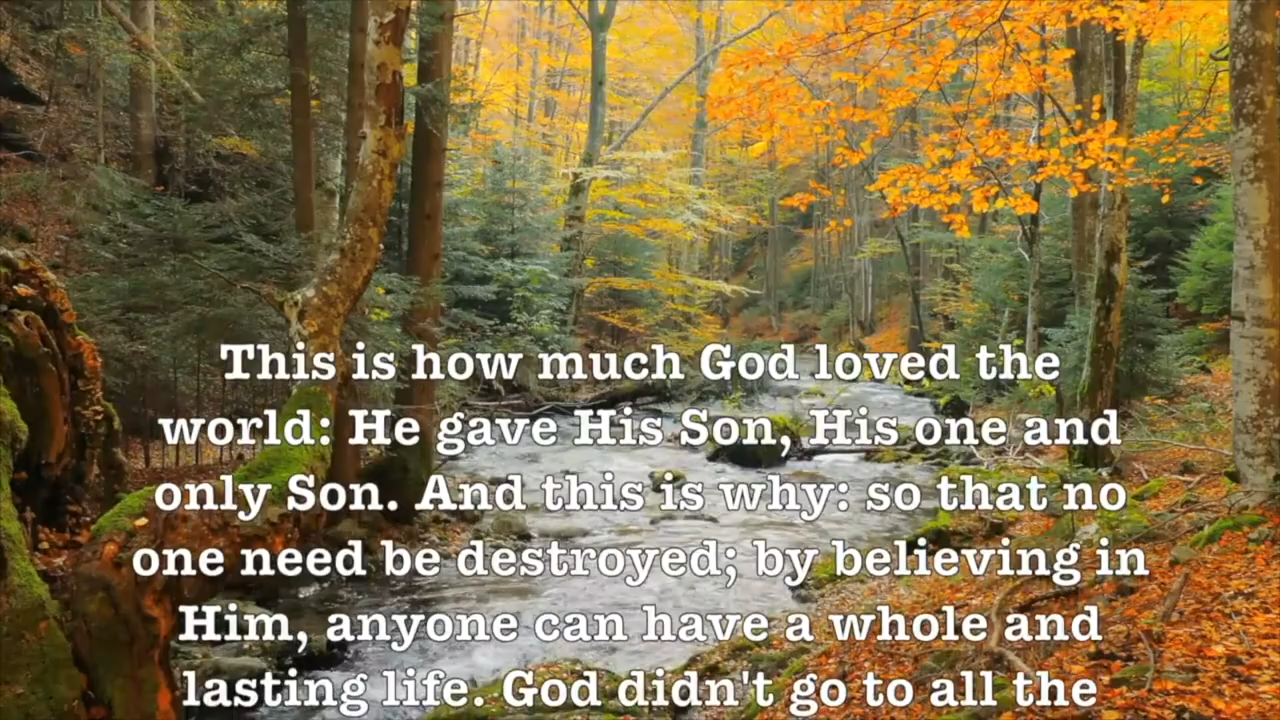 This is how much God loved the
world: He gave His Son, His one and
only Son. And this is why: so that no
one need be destroyed; by believing in
Him, anyone can have a whole and
lasting life. God didn't go to all the